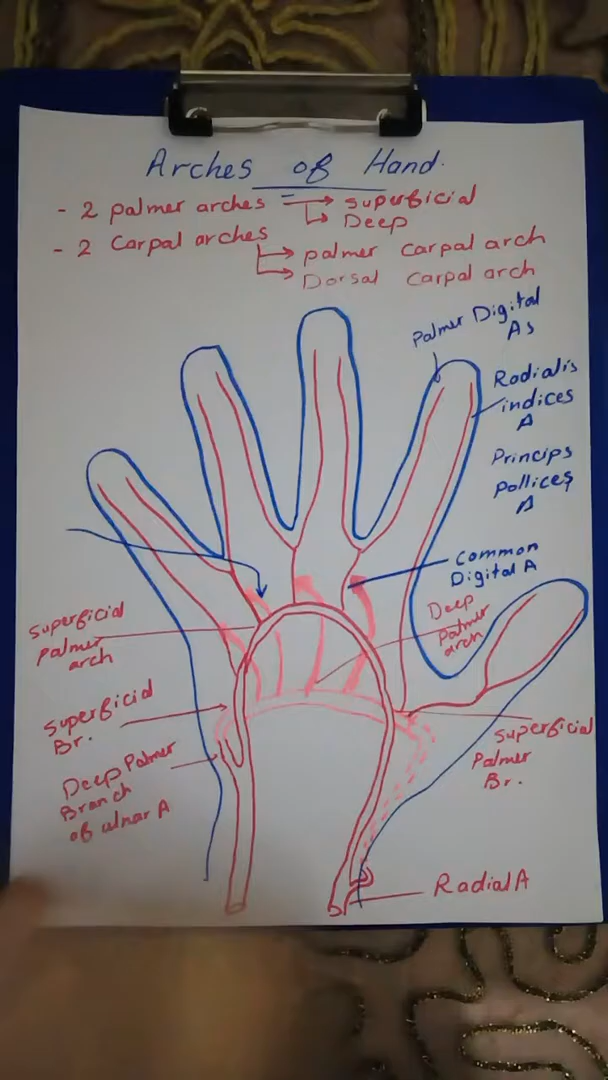 Arches of Hand.
- 2 palmer arches → superficial
→ Deep
- 2 Carpal arches
→ palmer carpal arch
→ Dorsal carpal arch
Palmer Digital
As
Radialis
indices
A
Princips
pollices
A
Common
Digital A
Deep
Palmer
arch
Superficial
palmer
arch
Superficial
Br.
Deep Palmer
Branch
of ulnar A
Superficial
Palmer
Br.
Radial A